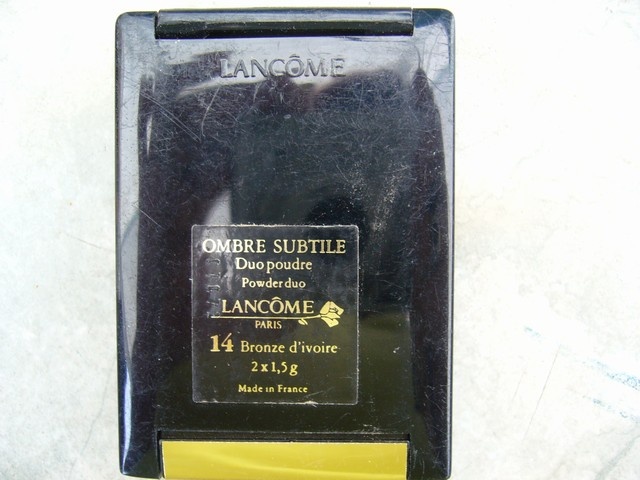 LANCÔME
OMBRE SUBTILE
Duo poudre
Powder duo
LANCÔME
PARIS
14 Bronze d'ivoire
2 x 1,5 g
Made in France